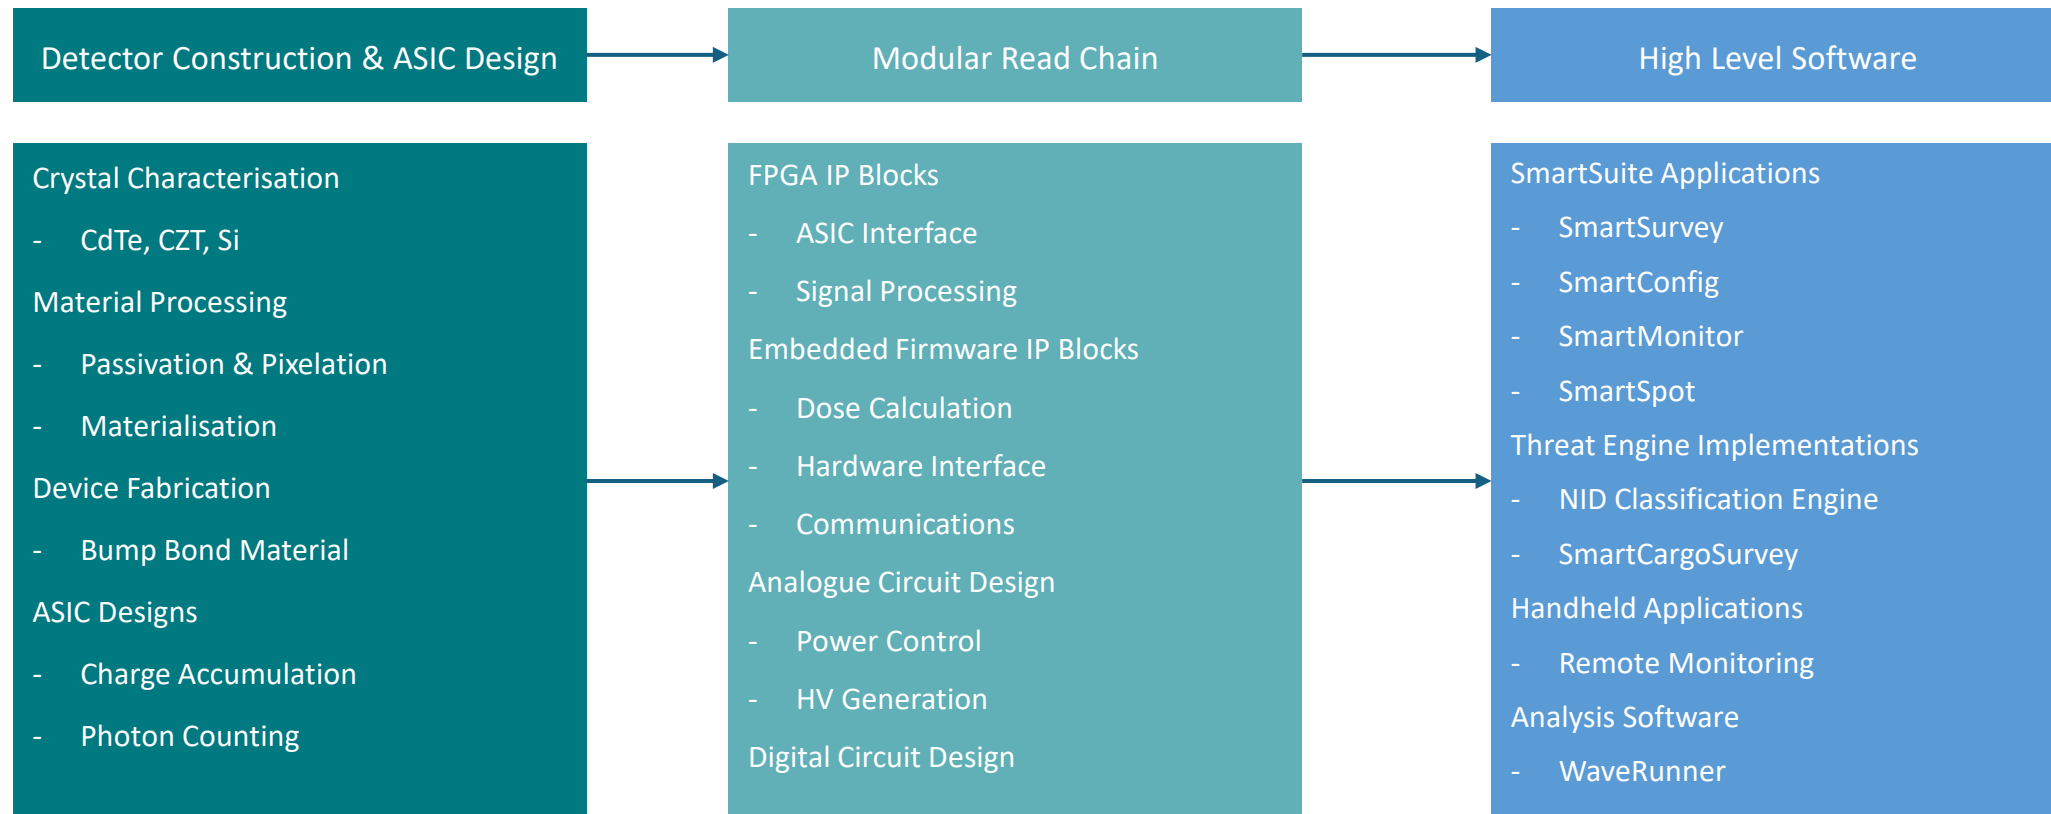 Detector Construction & ASIC Design
Modular Read Chain
High Level Software
Crystal Characterisation
- CdTe, CZT, Si
Material Processing
- Passivation & Pixelation
- Materialisation
Device Fabrication
- Bump Bond Material
ASIC Designs
- Charge Accumulation
- Photon Counting
FPGA IP Blocks
- ASIC Interface
- Signal Processing
Embedded Firmware IP Blocks
- Dose Calculation
- Hardware Interface
- Communications
Analogue Circuit Design
- Power Control
- HV Generation
Digital Circuit Design
SmartSuite Applications
- SmartSurvey
- SmartConfig
- SmartMonitor
- SmartSpot
Threat Engine Implementations
- NID Classification Engine
- SmartCargoSurvey
Handheld Applications
- Remote Monitoring
Analysis Software
- WaveRunner